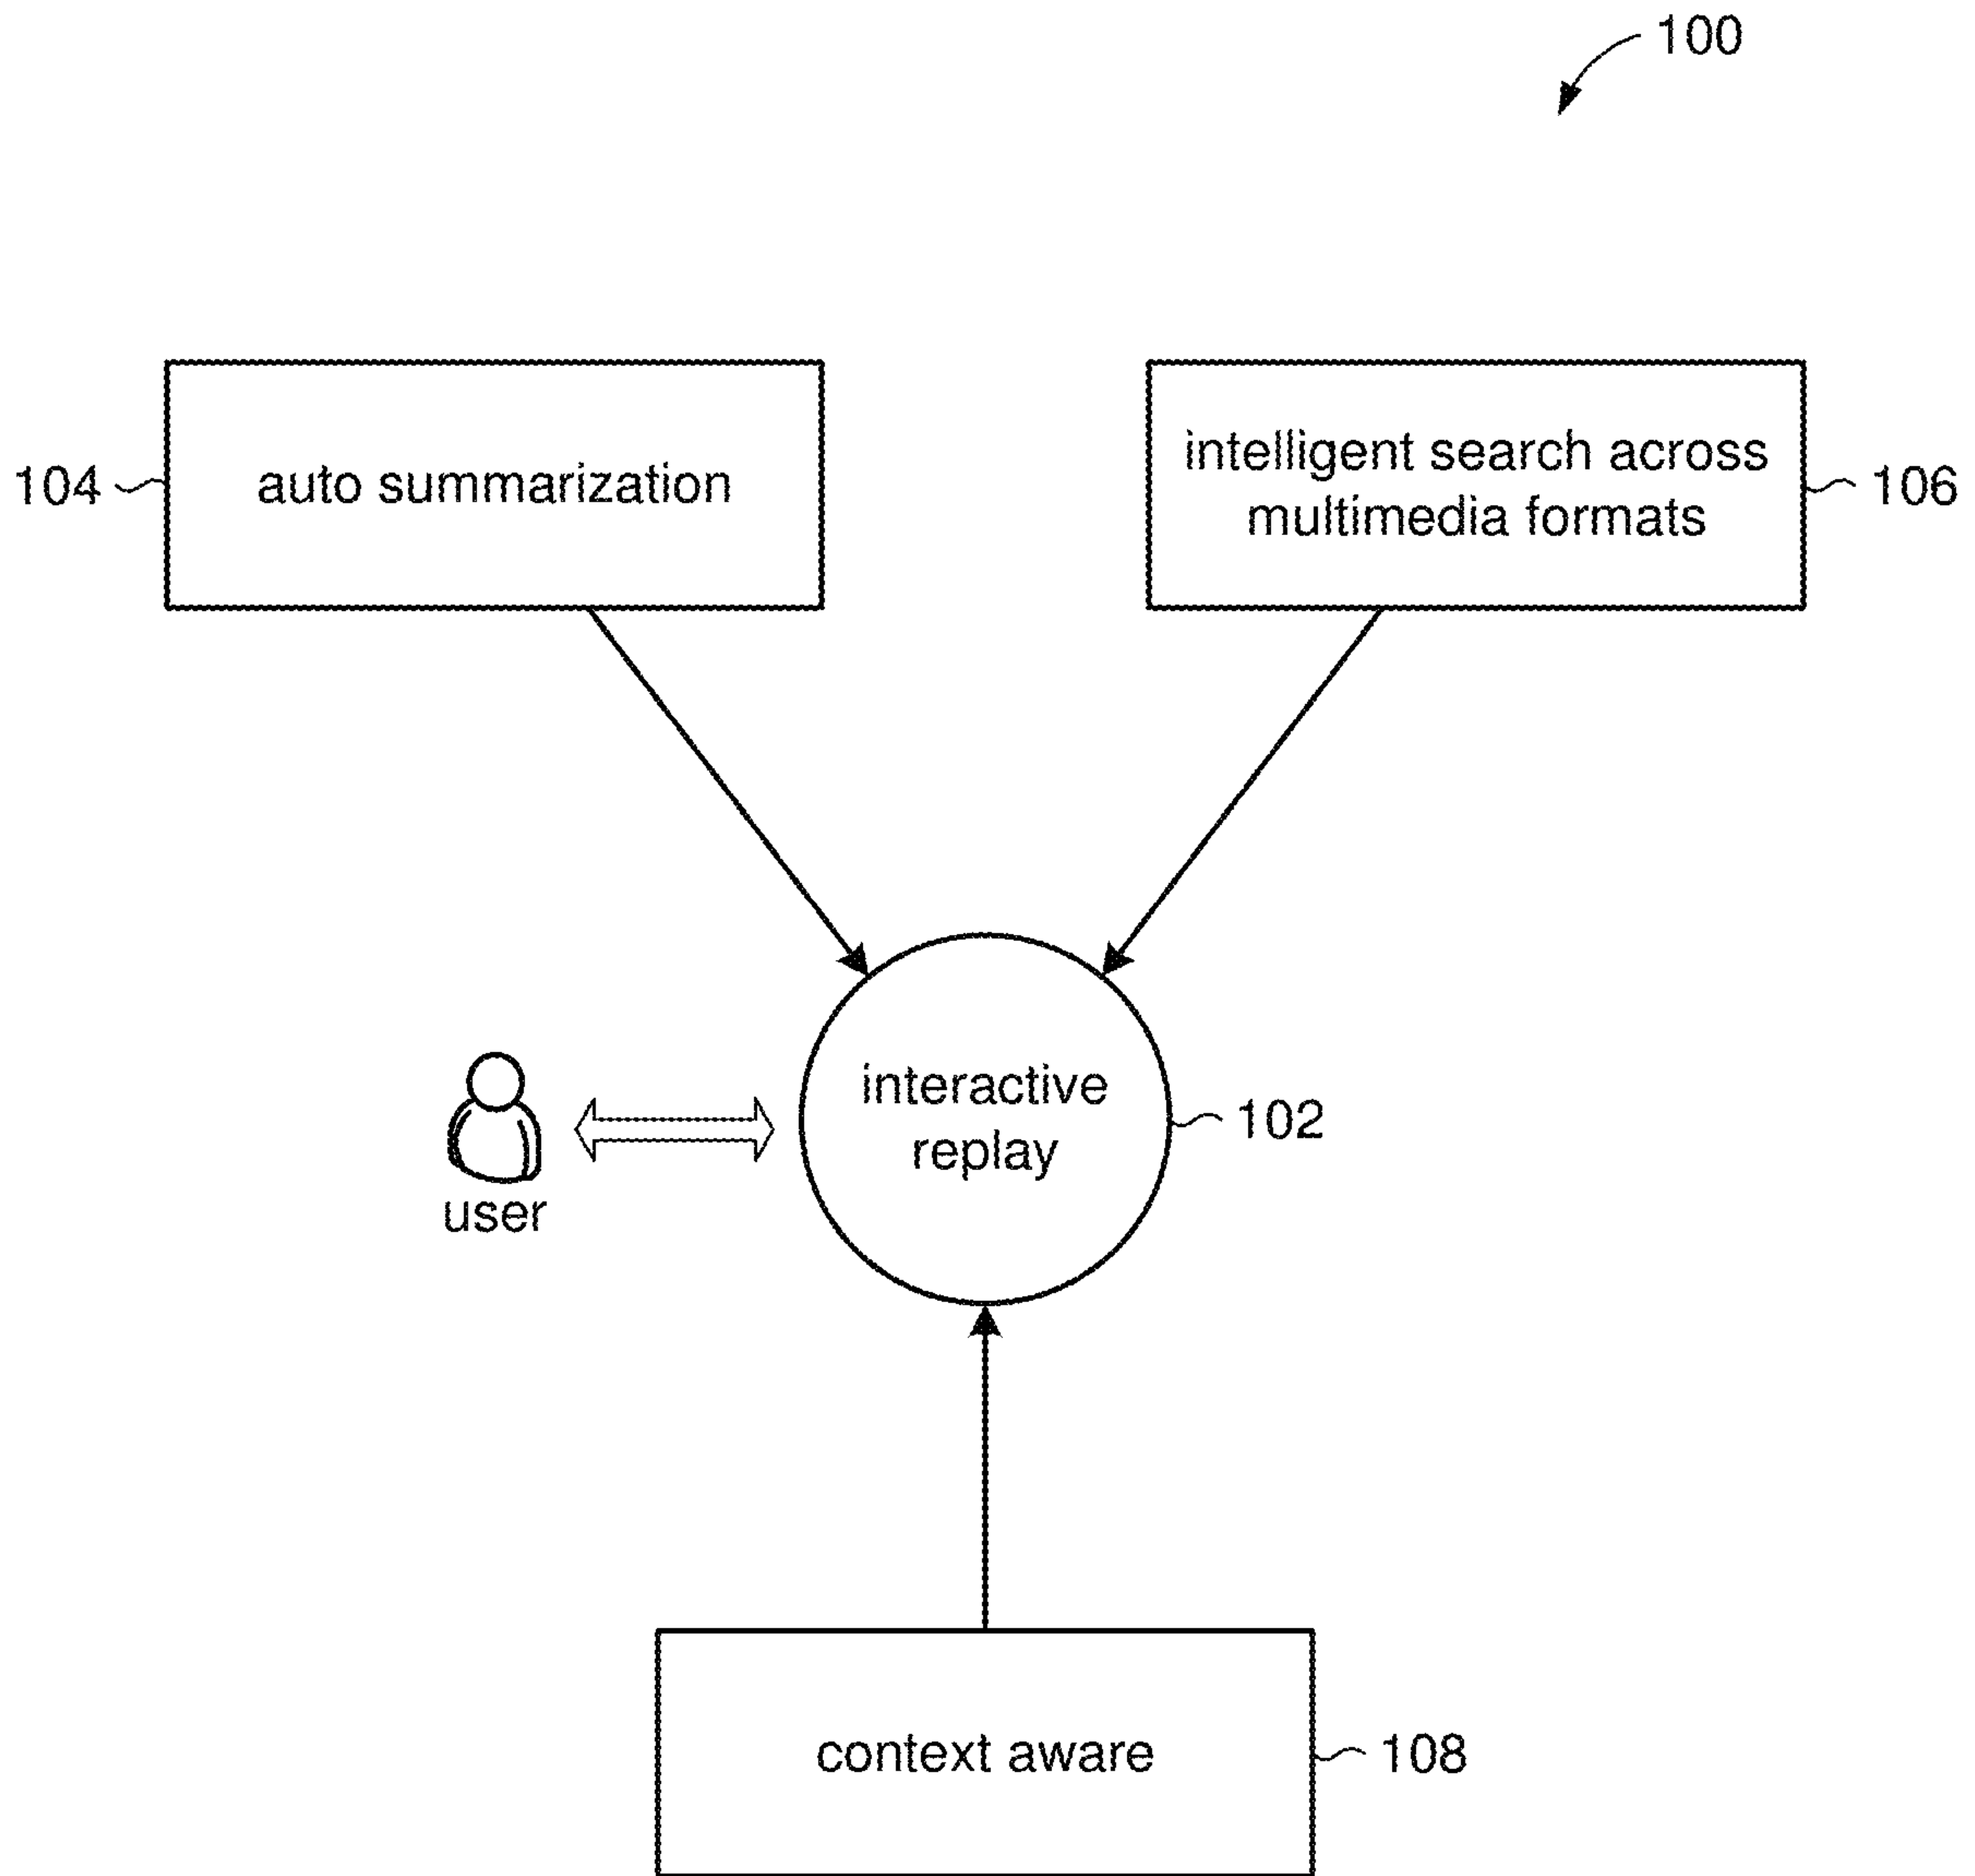 100
auto summarization
104
intelligent search across
multimedia formats
106
interactive
replay
102
user
context aware
108